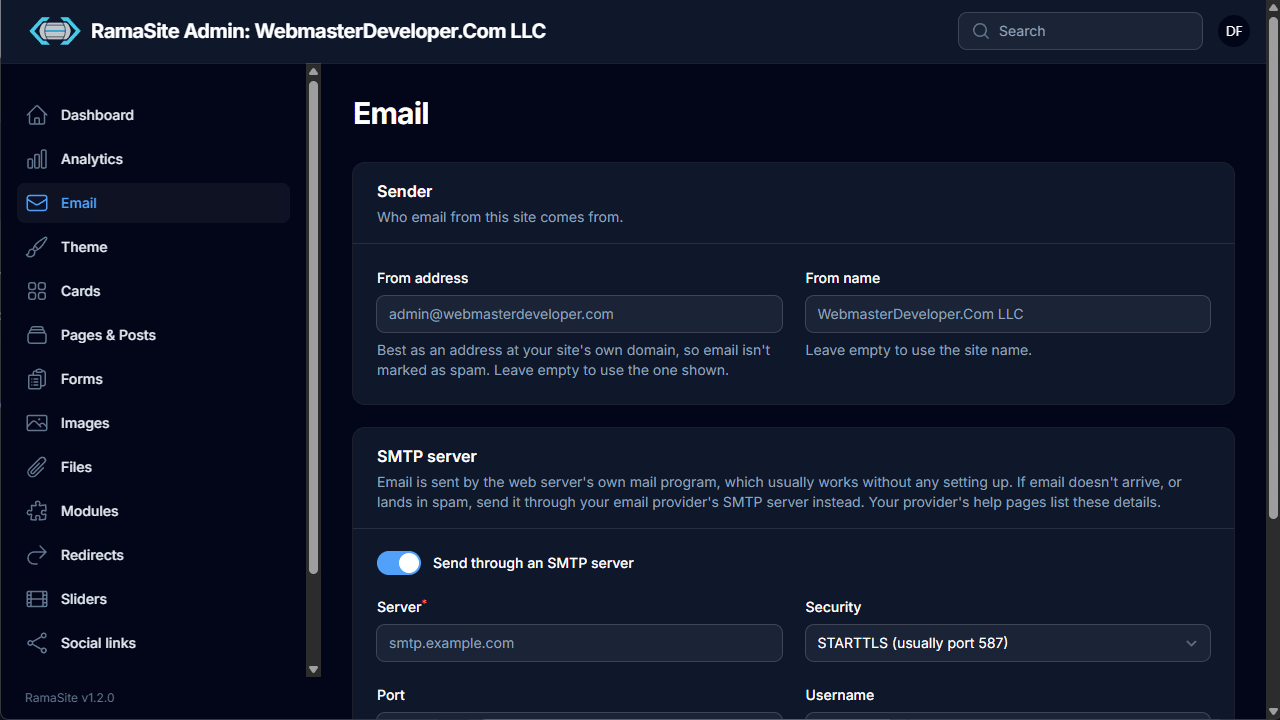 RamaSite Admin: WebmasterDeveloper.Com LLC
Search
DF
Dashboard
Analytics
Email
Theme
Cards
Pages & Posts
Forms
Images
Files
Modules
Redirects
Sliders
Social links
RamaSite v1.2.0
Email
Sender
Who email from this site comes from.
From address
From name
admin@webmasterdeveloper.com
WebmasterDeveloper.Com LLC
Best as an address at your site's own domain, so email isn't
marked as spam. Leave empty to use the one shown.
Leave empty to use the site name.
SMTP server
Email is sent by the web server's own mail program, which usually works without any setting up. If email doesn't arrive, or
lands in spam, send it through your email provider's SMTP server instead. Your provider's help pages list these details.
Send through an SMTP server
Server*
Security
smtp.example.com
STARTTLS (usually port 587)
Port
Username